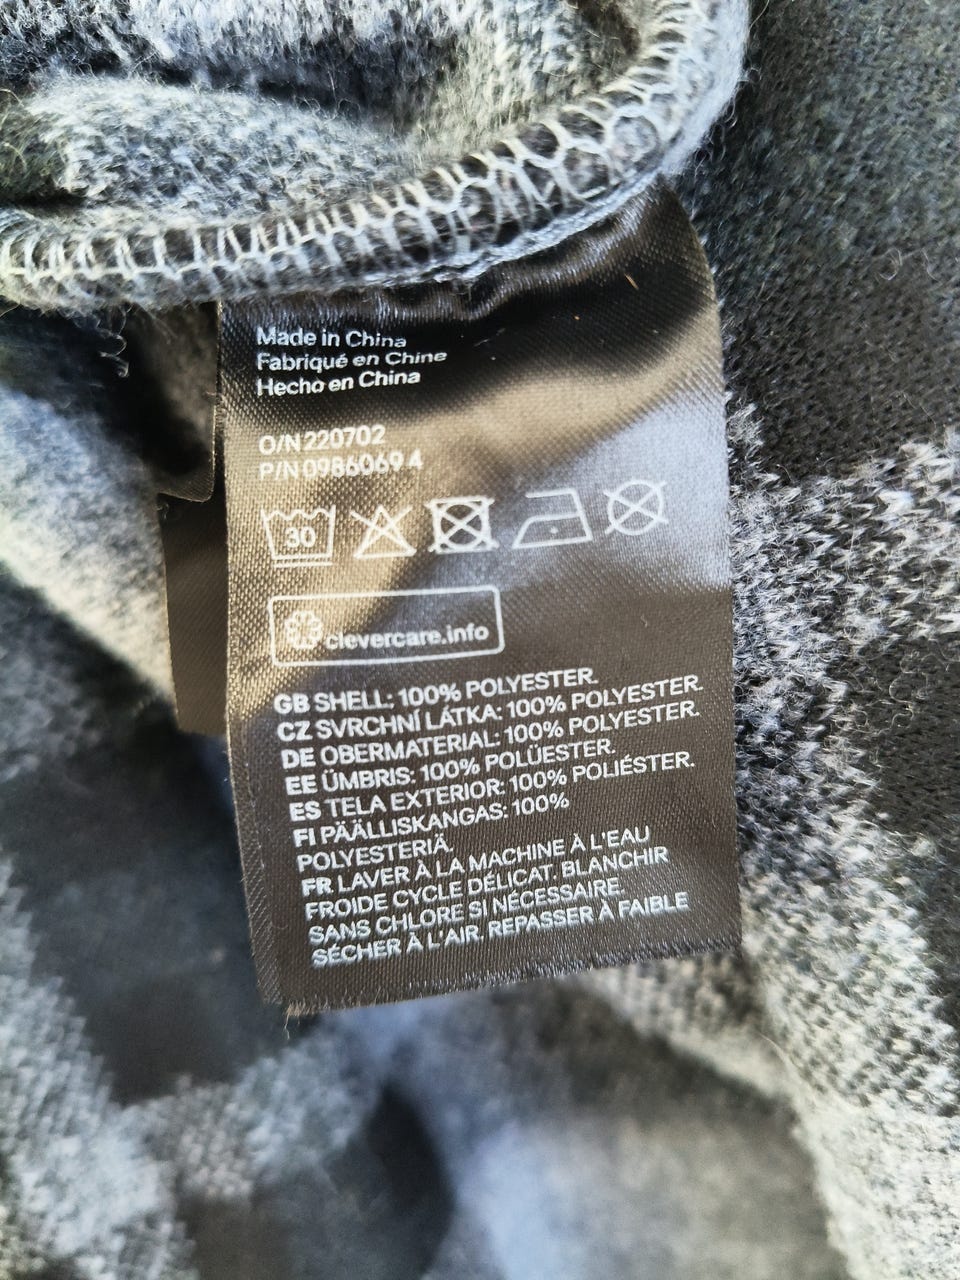 Made in China
Fabriqué en Chine
Hecho en China
O/N 220702
P/N 0986069 4
30
clevercare.info
GB SHELL: 100% POLYESTER.
CZ SVRCHNÍ LÁTKA: 100% POLYESTER.
DE OBERMATERIAL: 100% POLYESTER.
EE ÜMBRIS: 100% POLÜESTER.
ES TELA EXTERIOR: 100% POLIÉSTER.
FI PÄÄLLISKANGAS: 100%
POLYESTERIÄ.
FR LAVER À LA MACHINE À L'EAU
FROIDE CYCLE DÉLICAT. BLANCHIR
SANS CHLORE SI NÉCESSAIRE.
SÉCHER À L'AIR. REPASSER À FAIBLE